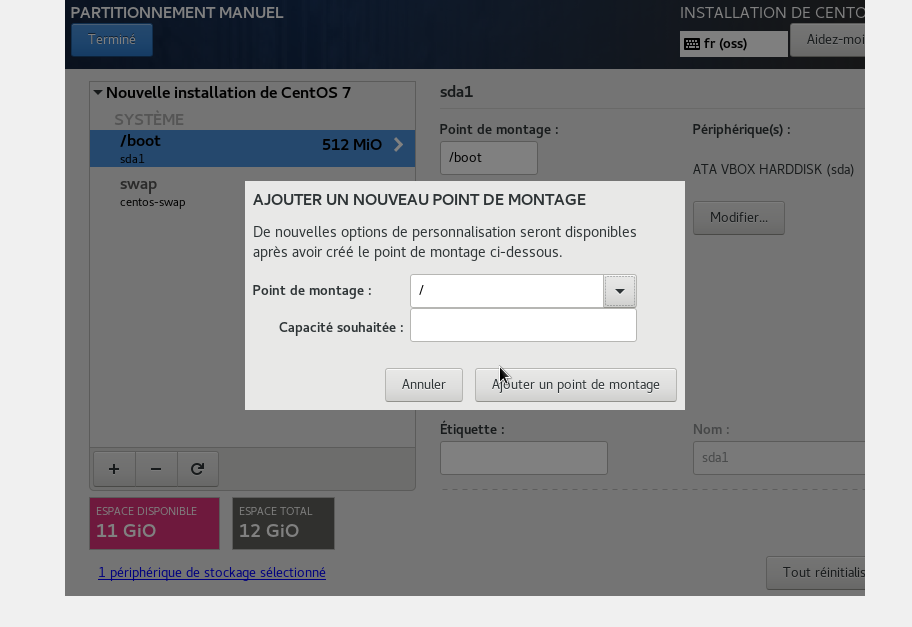 PARTITIONNEMENT MANUEL
INSTALLATION DE CENTO
Terminé
fr (oss)
Aidez-moi
Nouvelle installation de CentOS 7
SYSTÈME
/boot
512 MiO
sda1
swap
centos-swap
sda1
Point de montage :
/boot
Périphérique(s) :
ATA VBOX HARDDISK (sda)
Modifier...
AJOUTER UN NOUVEAU POINT DE MONTAGE
De nouvelles options de personnalisation seront disponibles
après avoir créé le point de montage ci-dessous.
Point de montage :
/
Capacité souhaitée :
Annuler
Ajouter un point de montage
Étiquette :
Nom :
sda1
+
−
ESPACE DISPONIBLE
11 GiO
ESPACE TOTAL
12 GiO
1 périphérique de stockage sélectionné
Tout réinitialis